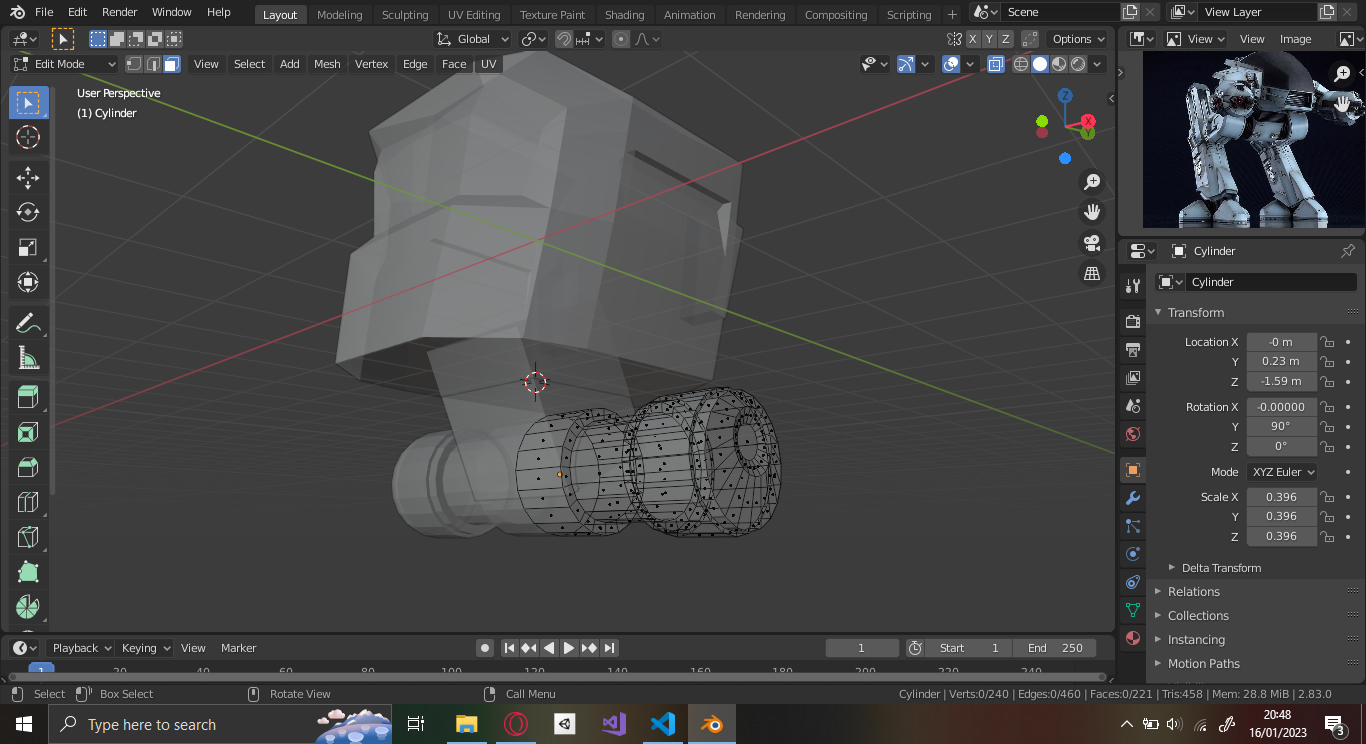 File Edit Render Window Help Layout Modeling Sculpting UV Editing Texture Paint Shading Animation Rendering Compositing Scripting + Scene View Layer
Global X Y Z Options View View Image
Edit Mode View Select Add Mesh Vertex Edge Face UV
User Perspective
(1) Cylinder
Z
X
Y
Cylinder
Cylinder
Transform
Location X -0 m
Y 0.23 m
Z -1.59 m
Rotation X -0.00000
Y 90°
Z 0°
Mode XYZ Euler
Scale X 0.396
Y 0.396
Z 0.396
Delta Transform
Relations
Collections
Instancing
Motion Paths
Playback Keying View Marker 1 Start 1 End 250
1 20 40 60 80 100 120 140 160 180 200 220 240
Select Box Select Rotate View Call Menu Cylinder | Verts:0/240 | Edges:0/460 | Faces:0/221 | Tris:458 | Mem: 28.8 MiB | 2.83.0
Type here to search
20:48
16/01/2023
3